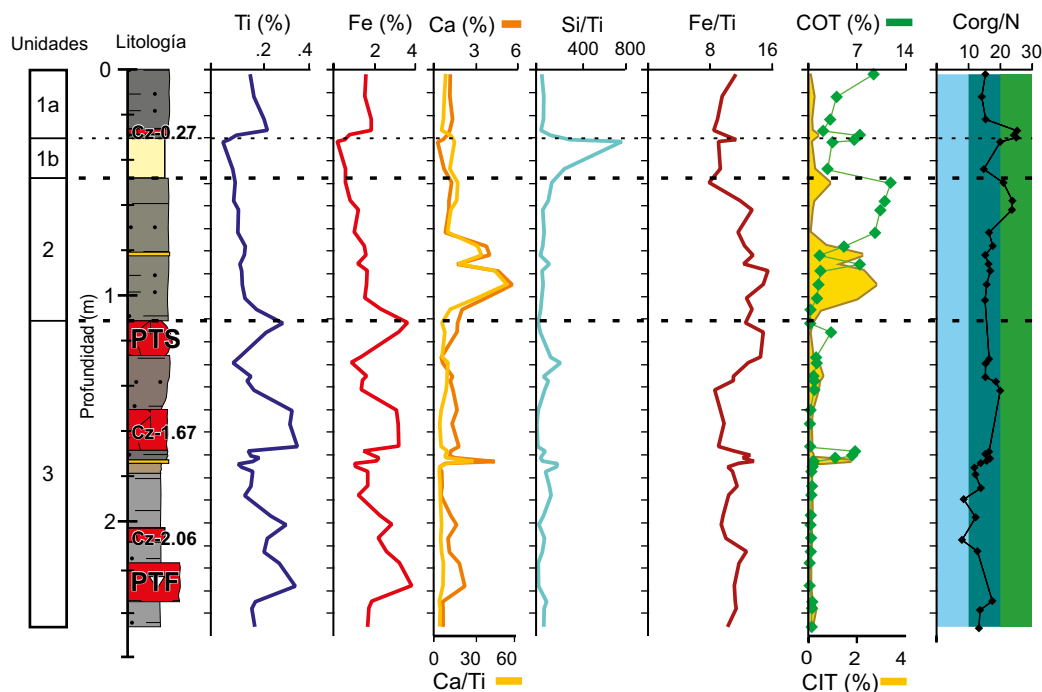 Unidades Litología Ti (%) Fe (%) Ca (%) Si/Ti Fe/Ti COT (%) Corg/N
.2 .4 2 4 3 6 400 800 8 16 7 14 10 20 30
Profundidad (m)
0
1a
Cz-0.27
1b
2
1
PTS
Cz-1.67
3
2
Cz-2.06
PTF
0 30 60 0 2 4
Ca/Ti CIT (%)